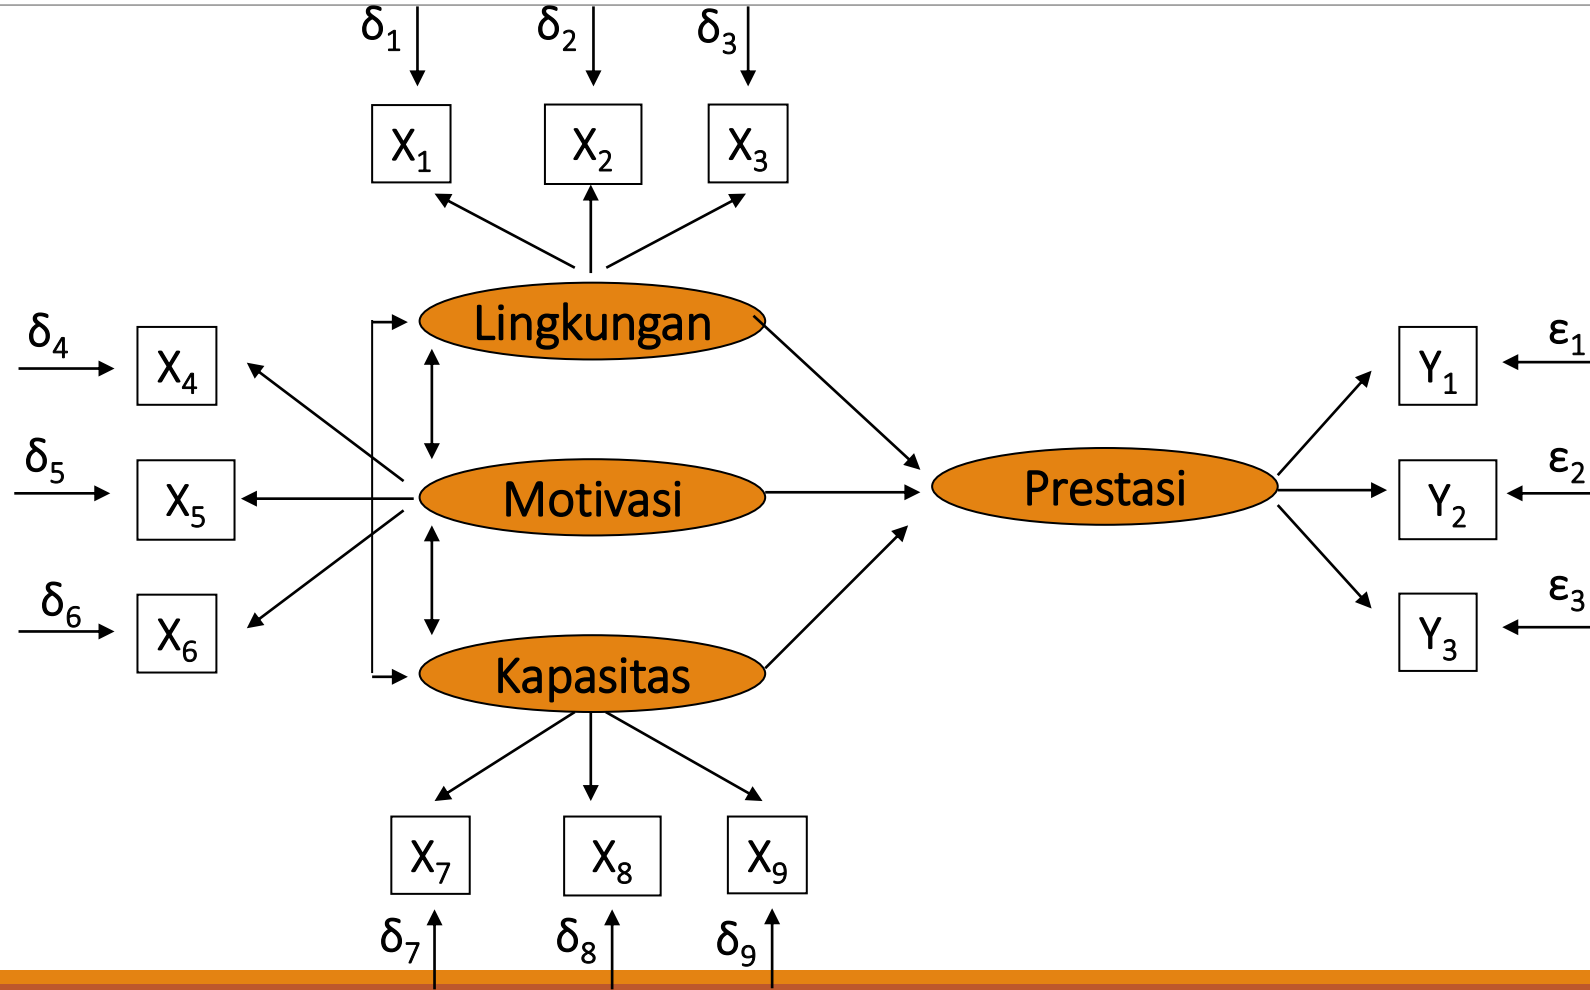 δ1 δ2 δ3
X1 X2 X3
Lingkungan
δ4 X4
δ5 X5
δ6 X6
Motivasi
Prestasi
Y1 ε1
Y2 ε2
Y3 ε3
Kapasitas
X7 X8 X9
δ7 δ8 δ9